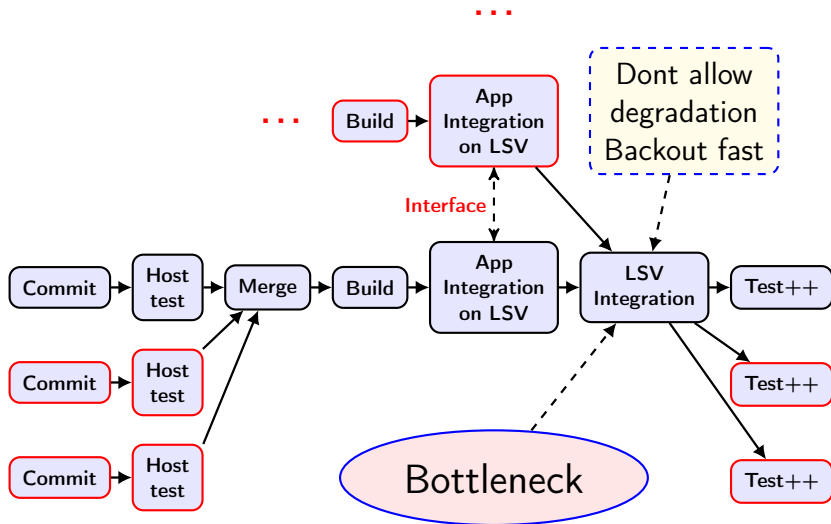 ...
Dont allow
degradation
Backout fast
...
Build
App
Integration
on LSV
Interface
Commit
Host
test
Merge
Build
App
Integration
on LSV
LSV
Integration
Test++
Commit
Host
test
Test++
Commit
Host
test
Bottleneck
Test++